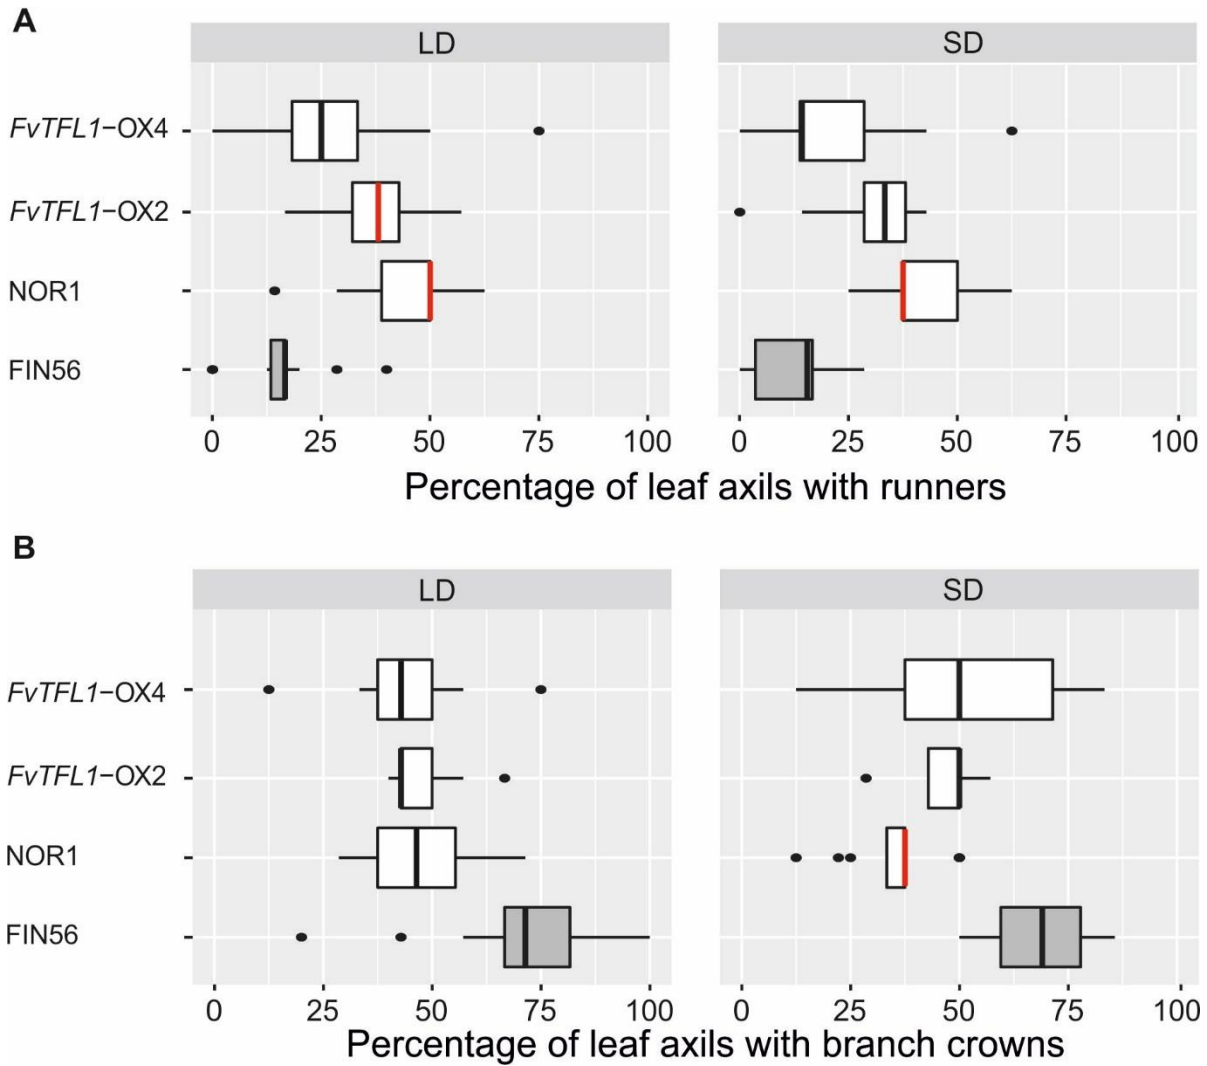 A
LD SD
FvTFL1-OX4
FvTFL1-OX2
NOR1
FIN56
0 25 50 75 100 0 25 50 75 100
Percentage of leaf axils with runners
B
LD SD
FvTFL1-OX4
FvTFL1-OX2
NOR1
FIN56
0 25 50 75 100 0 25 50 75 100
Percentage of leaf axils with branch crowns